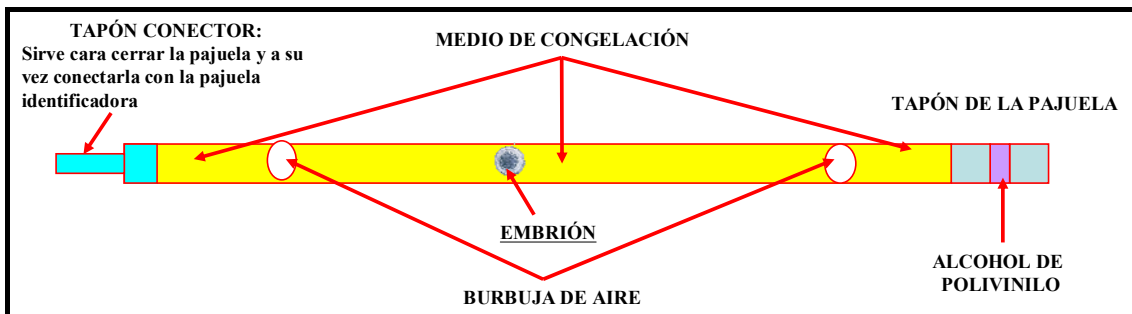 TAPÓN CONECTOR:
Sirve cara cerrar la pajuela y a su
vez conectarla con la pajuela
identificadora
MEDIO DE CONGELACIÓN
TAPÓN DE LA PAJUELA
EMBRIÓN
BURBUJA DE AIRE
ALCOHOL DE
POLIVINILO